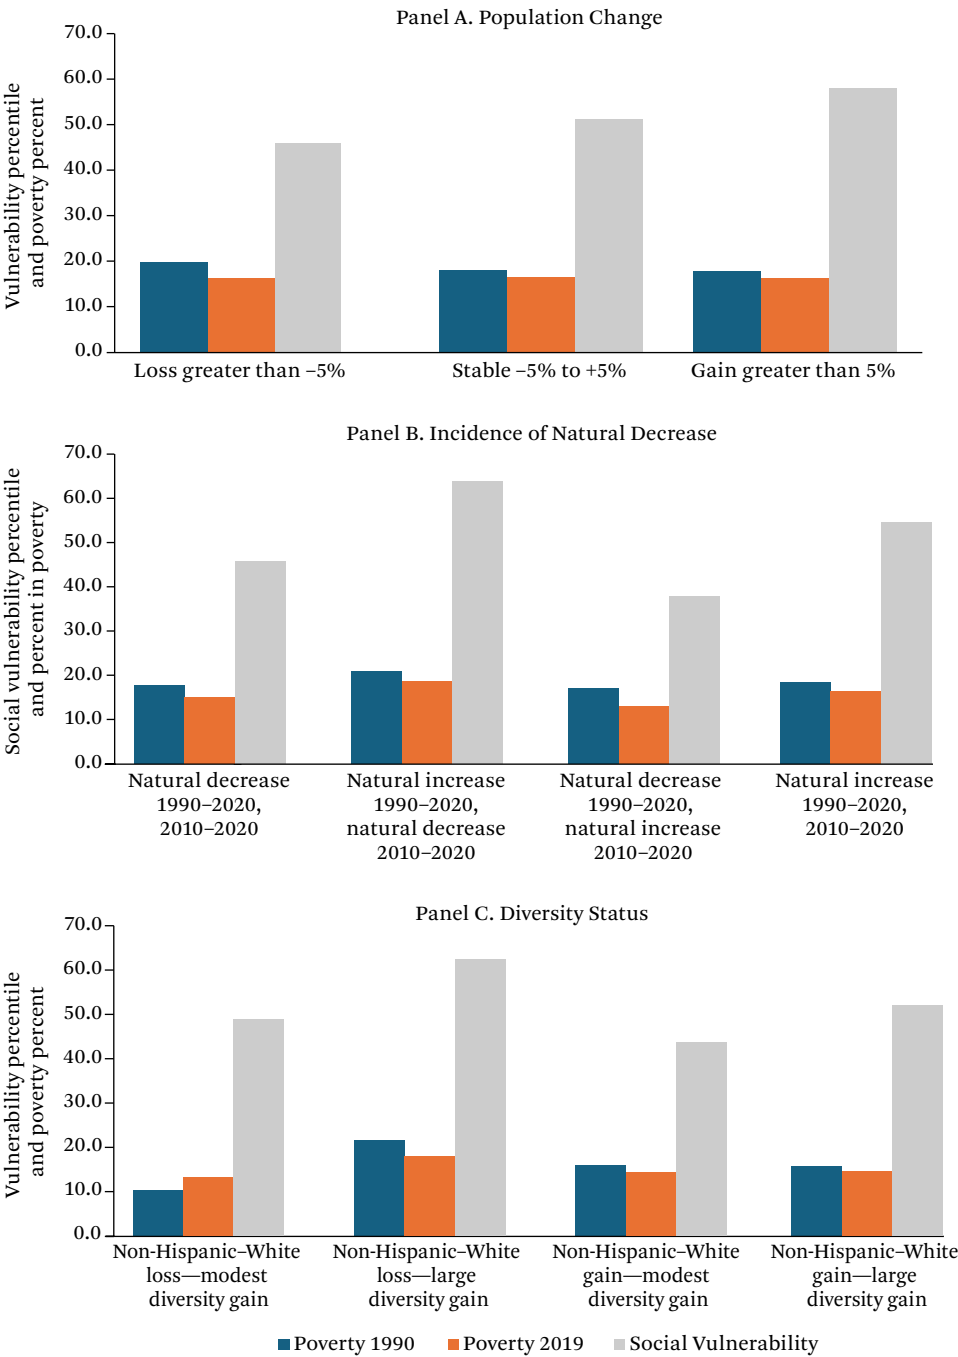 Panel A. Population Change
Vulnerability percentile
and poverty percent
70.0
60.0
50.0
40.0
30.0
20.0
10.0
0.0
Loss greater than –5%
Stable –5% to +5%
Gain greater than 5%
Panel B. Incidence of Natural Decrease
Social vulnerability percentile
and percent in poverty
70.0
60.0
50.0
40.0
30.0
20.0
10.0
0.0
Natural decrease
1990–2020,
2010–2020
Natural increase
1990–2020,
natural decrease
2010–2020
Natural decrease
1990–2020,
natural increase
2010–2020
Natural increase
1990–2020,
2010–2020
Panel C. Diversity Status
Vulnerability percentile
and poverty percent
70.0
60.0
50.0
40.0
30.0
20.0
10.0
0.0
Non-Hispanic–White
loss—modest
diversity gain
Non-Hispanic–White
loss—large
diversity gain
Non-Hispanic–White
gain—modest
diversity gain
Non-Hispanic–White
gain—large
diversity gain
Poverty 1990
Poverty 2019
Social Vulnerability